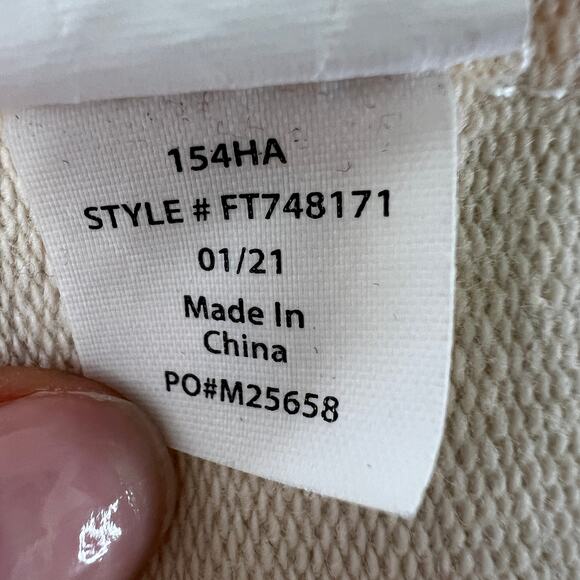 154HA
STYLE # FT748171
01/21
Made In
China
PO#M25658